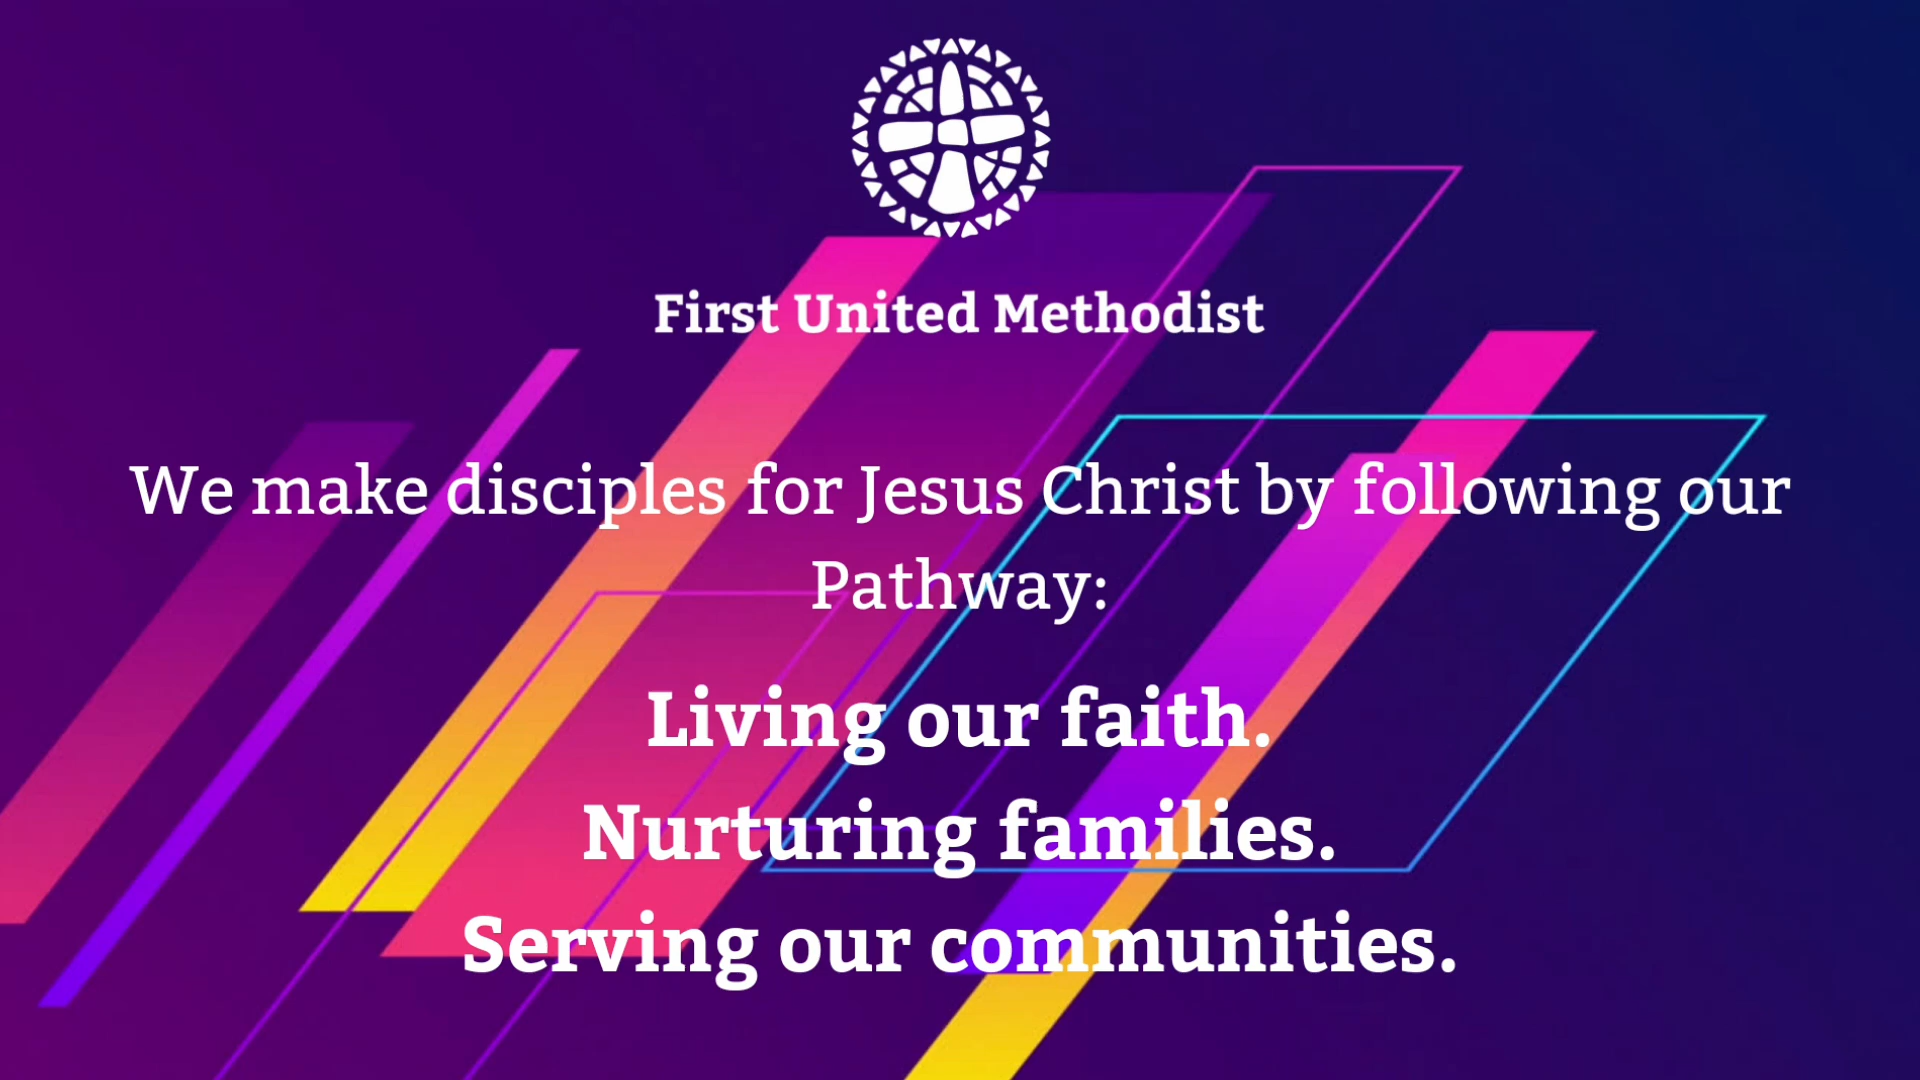 First United Methodist
We make disciples for Jesus Christ by following our
Pathway:
Living our faith.
Nurturing families.
Serving our communities.